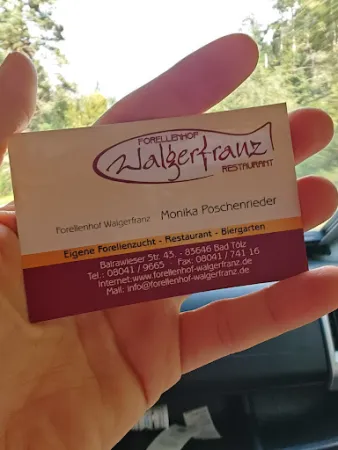 FORELLENHOF
Walgerfranz
RESTAURANT
Forellenhof Walgerfranz Monika Poschenrieder
Eigene Forellenzucht - Restaurant - Biergarten
Bairawieser Str. 43. - 83646 Bad Tölz
Tel.: 08041 / 9665 - Fax: 08041 / 741 16
Internet:www.forellenhof-walgerfranz.de
Mail: info@forellenhof-walgerfranz.de